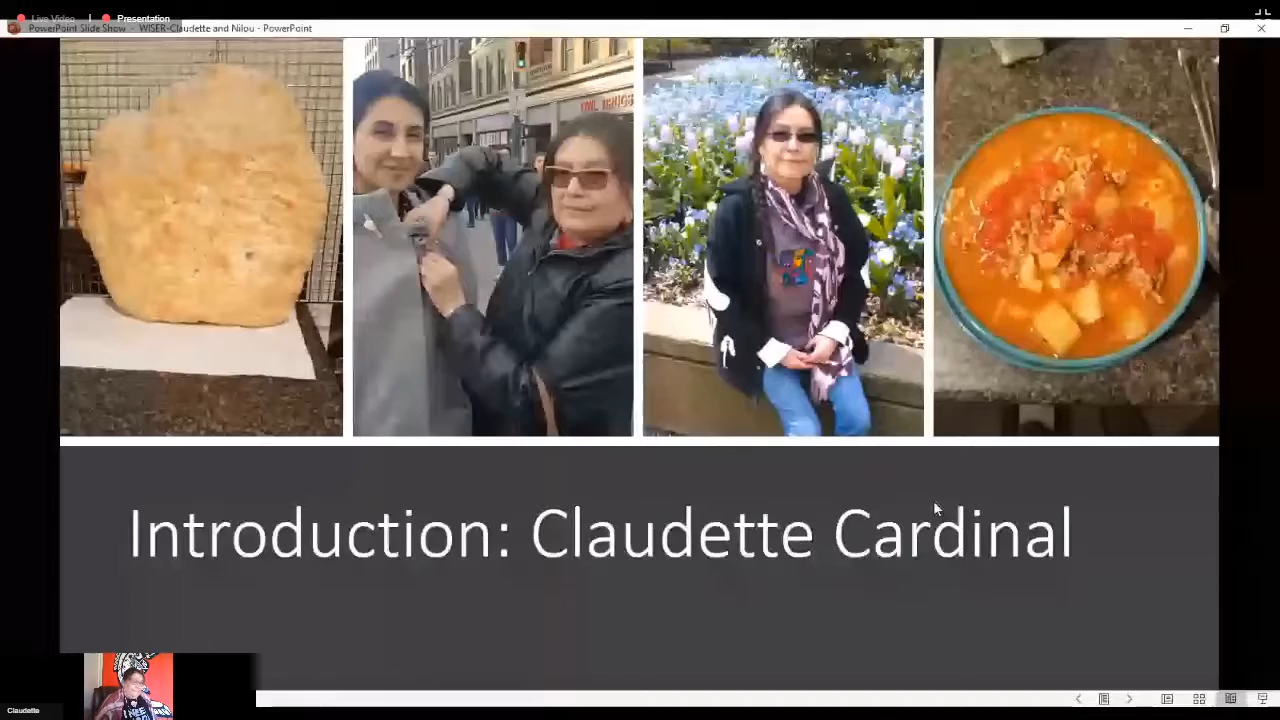 Live Video
Presentation
PowerPoint Slide Show - WISER-Claudette and Nilou - PowerPoint
Introduction: Claudette Cardinal
Claudette